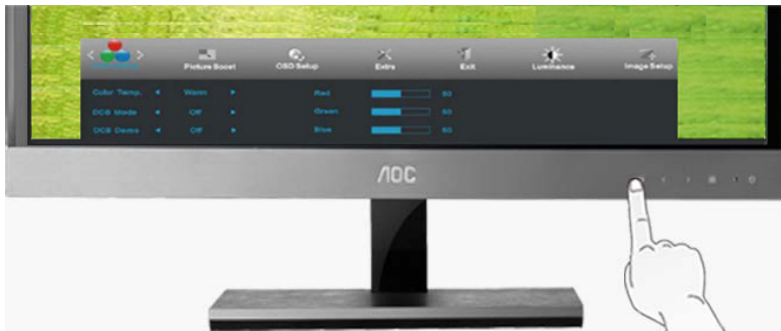 Picture Boost OSD Setup Extra Exit Luminance Image Setup
Color Temp. Warm Red 50
DCB Mode Off Green 50
DCB Demo Off Blue 50
AOC